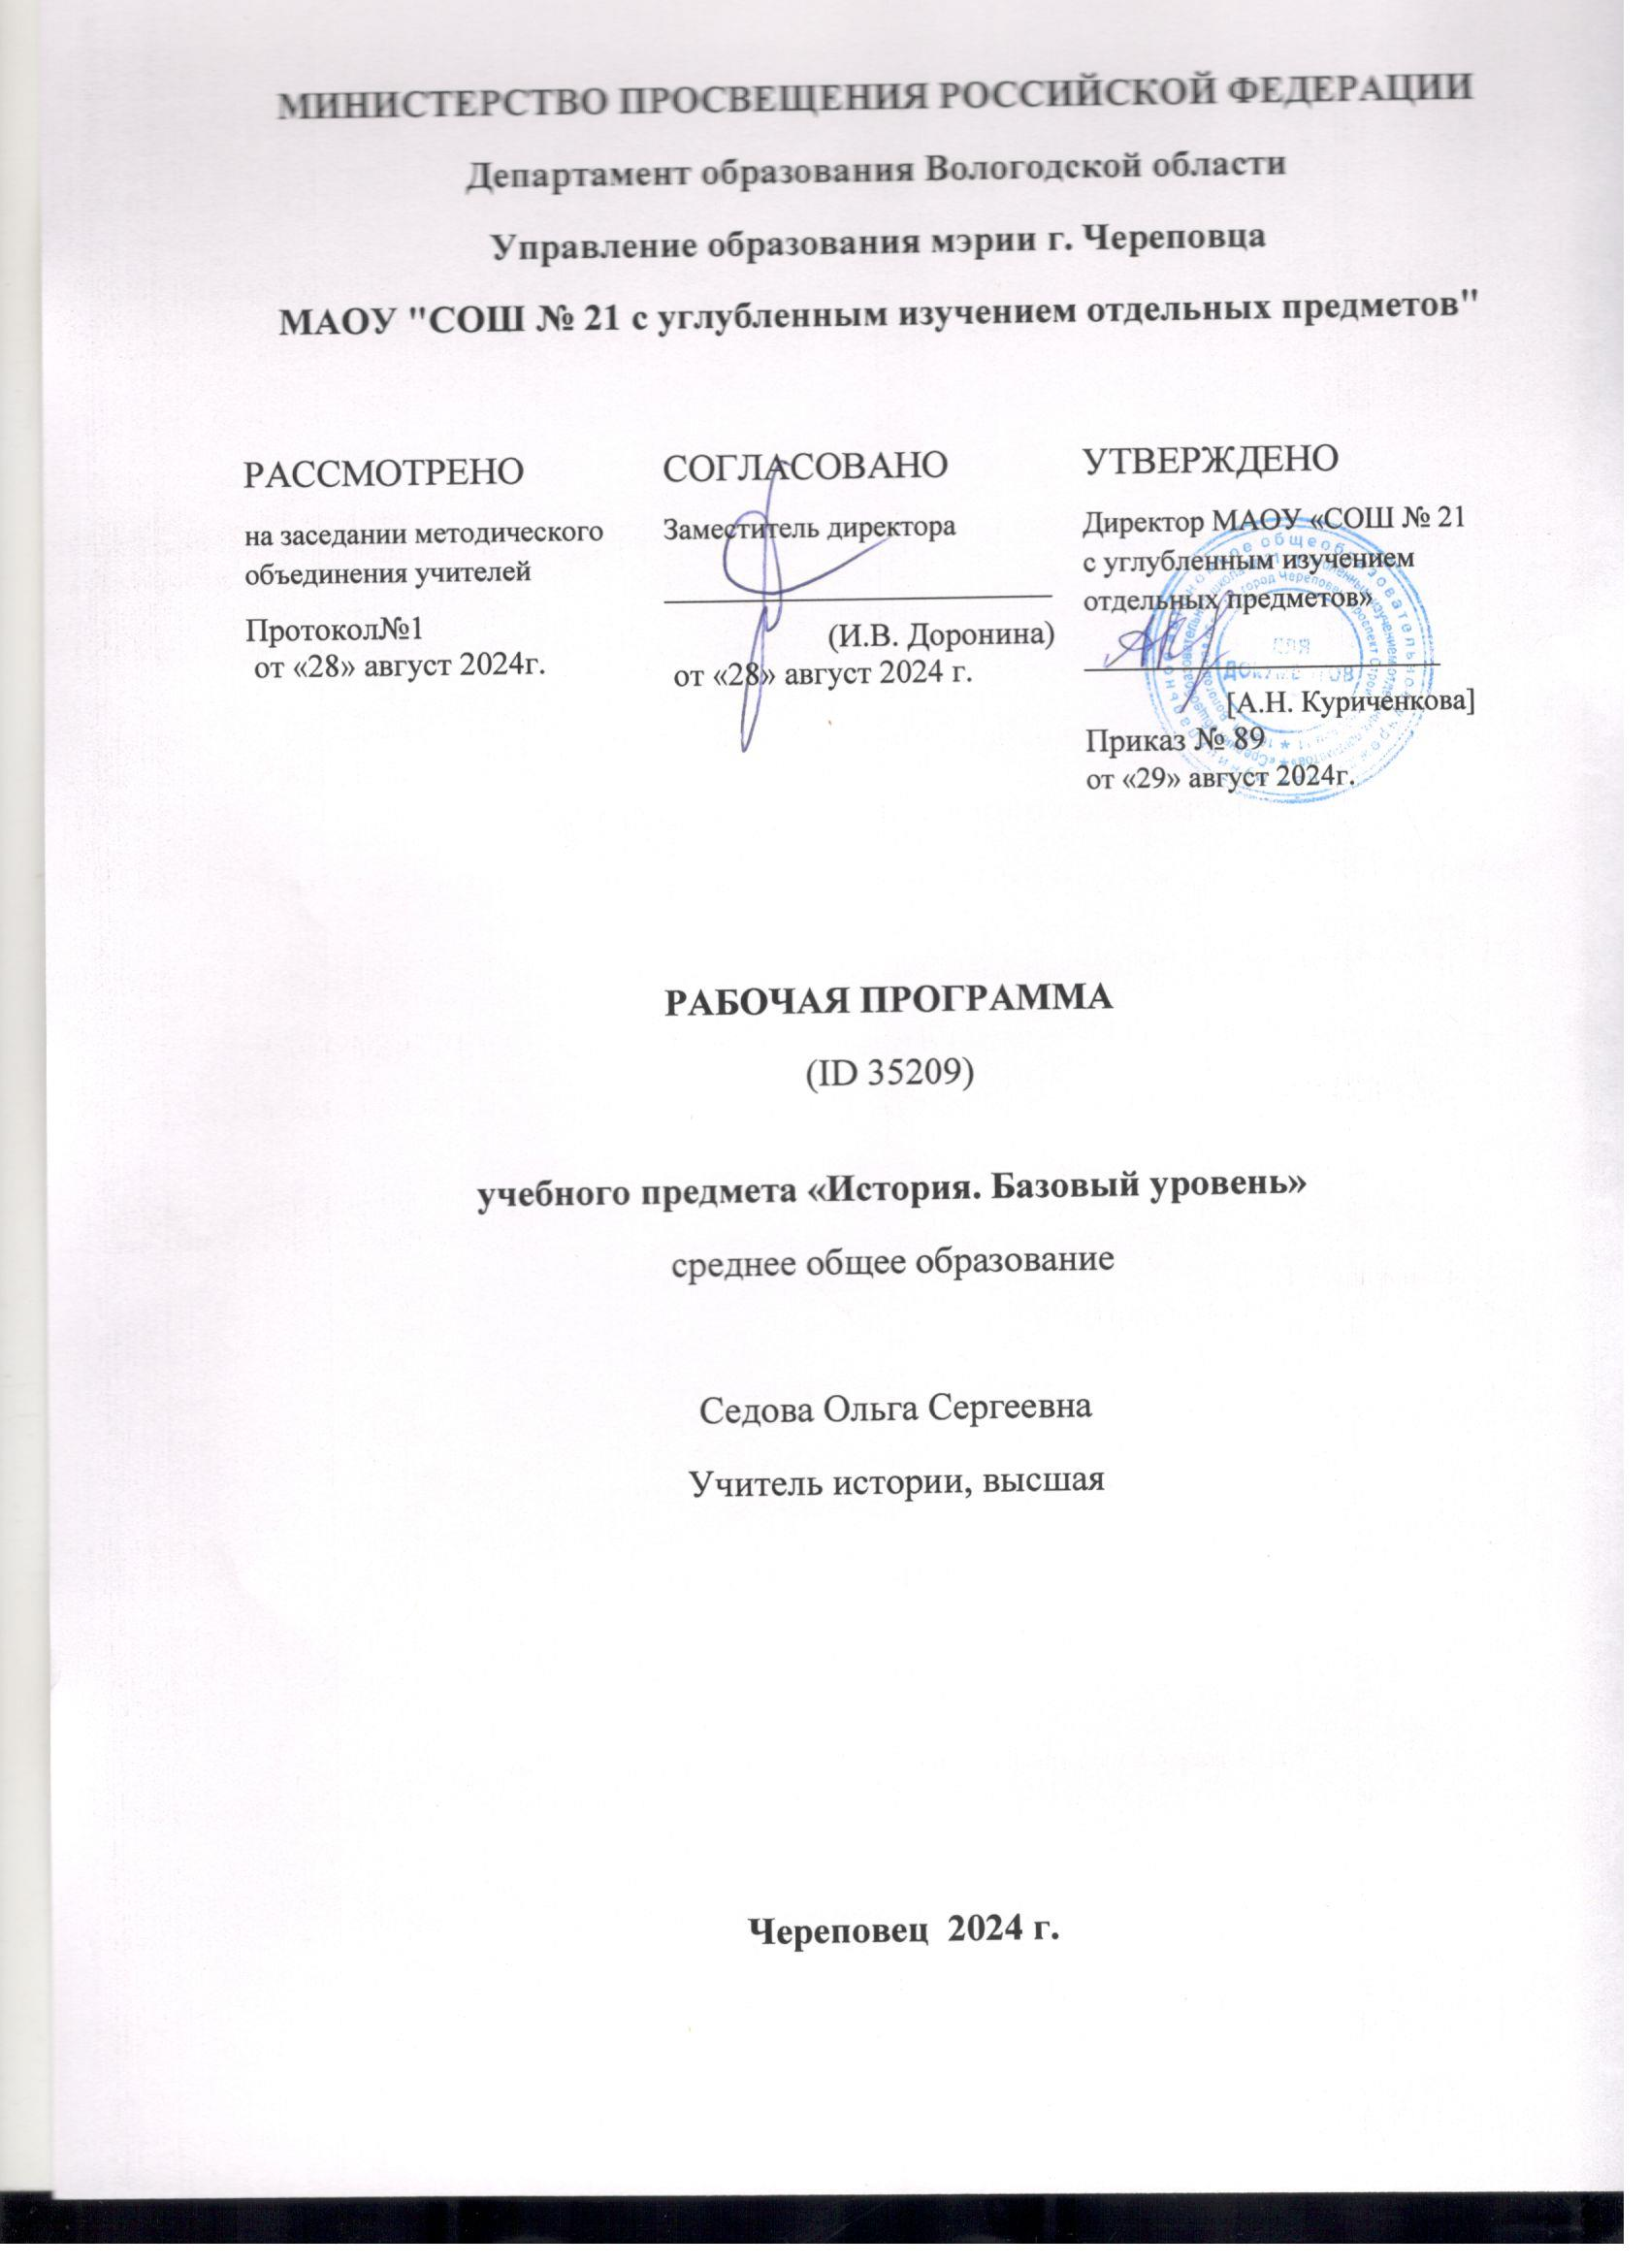 МИНИСТЕРСТВО ПРОСВЕЩЕНИЯ РОССИЙСКОЙ ФЕДЕРАЦИИ
Департамент образования Вологодской области
Управление образования мэрии г. Череповца
МАОУ "СОШ № 21 с углубленным изучением отдельных предметов"
РАССМОТРЕНО
на заседании методического
объединения учителей
Протокол№1
от «28» август 2024г.
СОГЛАСОВАНО
Заместитель директора
(И.В. Доронина)
от «28» август 2024 г.
УТВЕРЖДЕНО
Директор МАОУ «СОШ № 21
с углубленным изучением
отдельных предметов»
[А.Н. Куриченкова]
Приказ № 89
от «29» август 2024г.
РАБОЧАЯ ПРОГРАММА
(ID 35209)
учебного предмета «История. Базовый уровень»
среднее общее образование
Седова Ольга Сергеевна
Учитель истории, высшая
Череповец 2024 г.